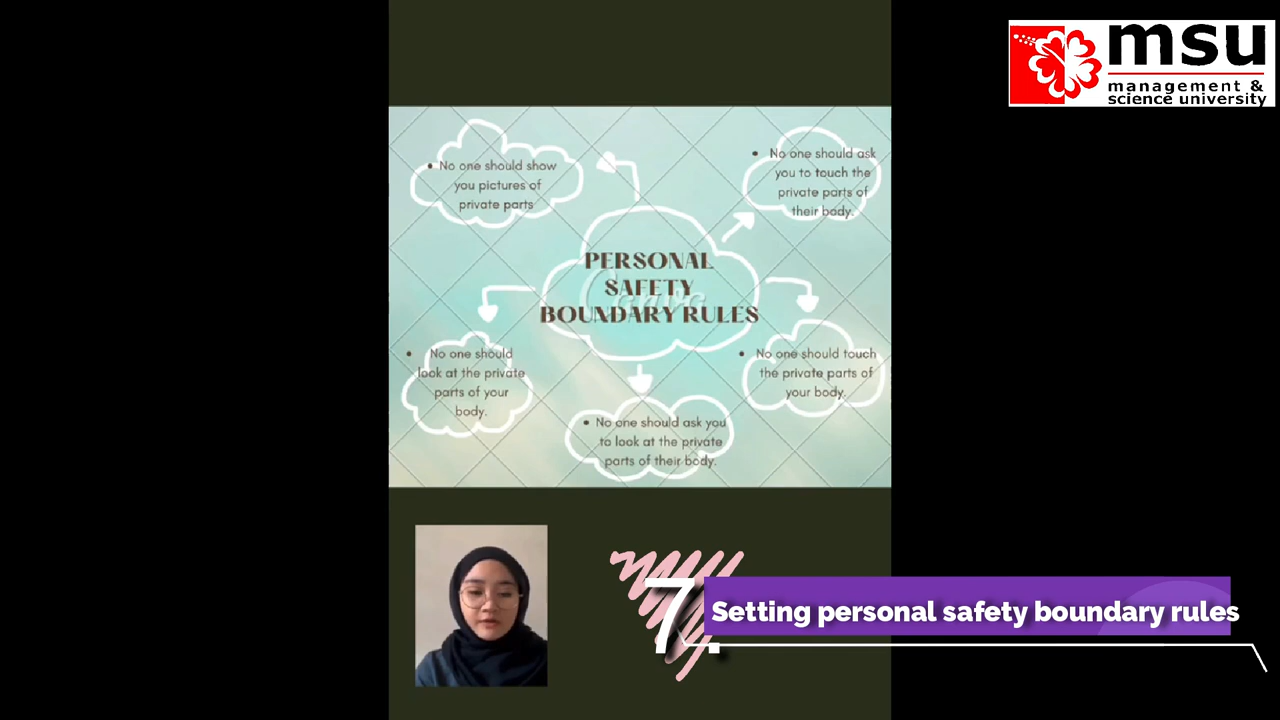 msu
management &
science university
• No one should show
you pictures of
private parts
• No one should ask
you to touch the
private parts of
their body.
PERSONAL
SAFETY
BOUNDARY RULES
Canva
• No one should
look at the private
parts of your
body.
• No one should touch
the private parts of
your body.
• No one should ask you
to look at the private
parts of their body.
7. Setting personal safety boundary rules